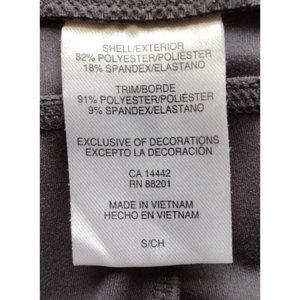 SHELL/EXTERIOR
82% POLYESTER/POLIÉSTER
18% SPANDEX/ELASTANO
TRIM/BORDE
91% POLYESTER/POLIÉSTER
9% SPANDEX/ELASTANO
EXCLUSIVE OF DECORATIONS
EXCEPTO LA DECORACIÓN
CA 14442
RN 88201
MADE IN VIETNAM
HECHO EN VIETNAM
S/CH